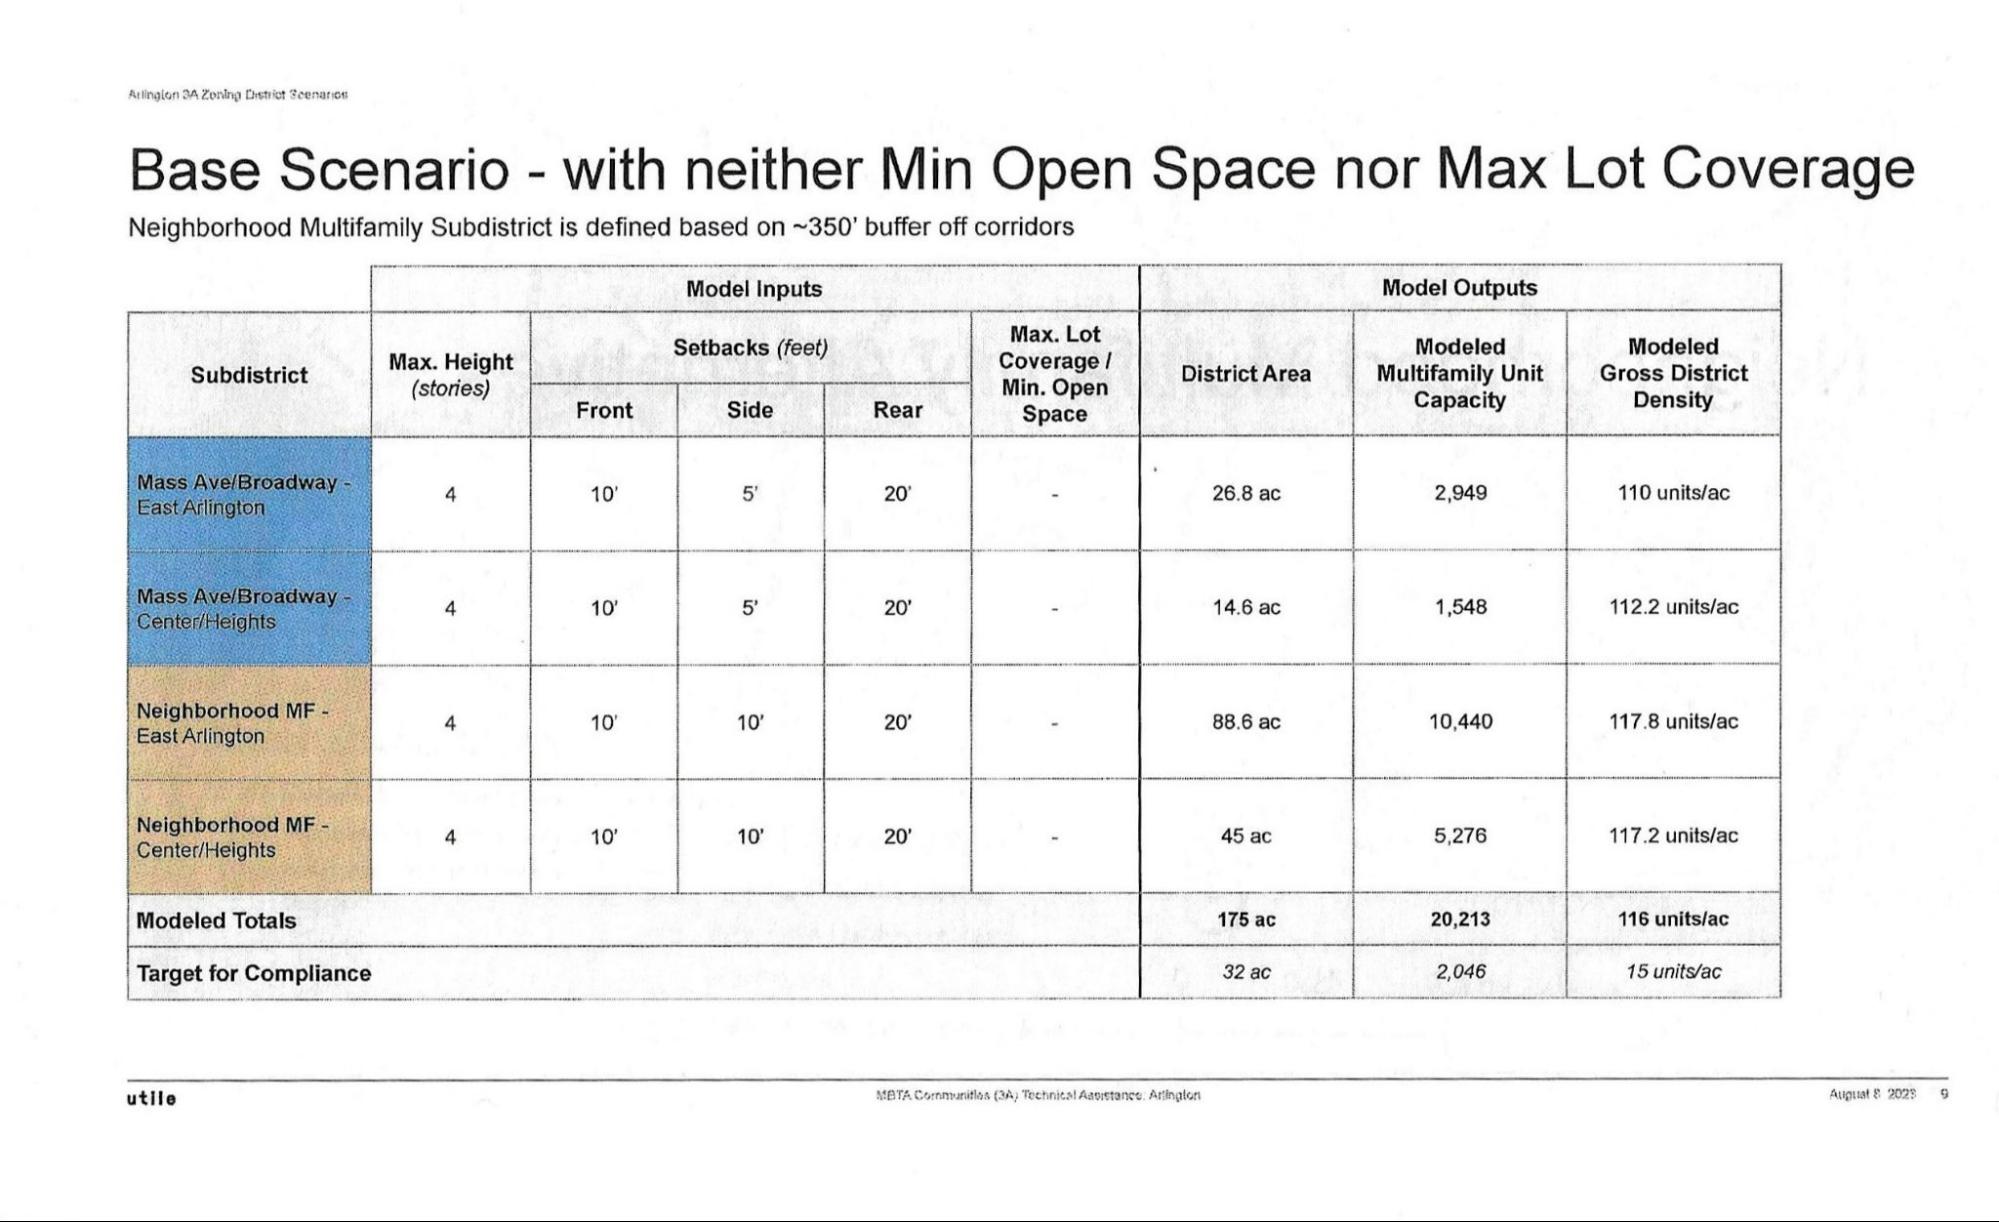 Arlington 3A Zoning District Scenarios
Base Scenario - with neither Min Open Space nor Max Lot Coverage
Neighborhood Multifamily Subdistrict is defined based on ~350' buffer off corridors
Model Inputs
Model Outputs
Subdistrict
Max. Height
(stories)
Setbacks (feet)
Front
Side
Rear
Max. Lot
Coverage /
Min. Open
Space
District Area
Modeled
Multifamily Unit
Capacity
Modeled
Gross District
Density
Mass Ave/Broadway -
East Arlington
4
10'
5'
20'
-
26.8 ac
2,949
110 units/ac
Mass Ave/Broadway -
Center/Heights
4
10'
5'
20'
-
14.6 ac
1,548
112.2 units/ac
Neighborhood MF -
East Arlington
4
10'
10'
20'
-
88.6 ac
10,440
117.8 units/ac
Neighborhood MF -
Center/Heights
4
10'
10'
20'
-
45 ac
5,276
117.2 units/ac
Modeled Totals
175 ac
20,213
116 units/ac
Target for Compliance
32 ac
2,046
15 units/ac
utile
MBTA Communities (3A) Technical Assistance: Arlington
August 8 2023
9